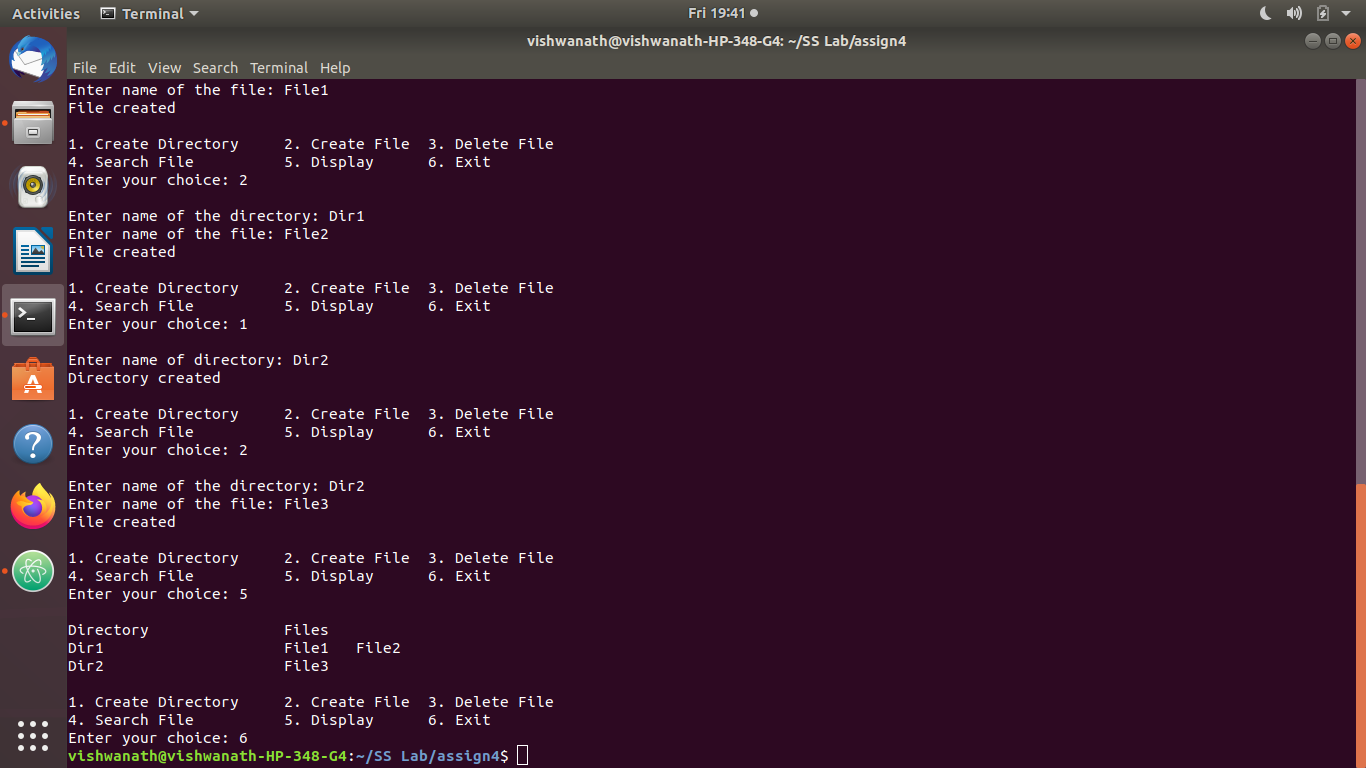 Activities Terminal Fri 19:41
vishwanath@vishwanath-HP-348-G4: ~/SS Lab/assign4
File Edit View Search Terminal Help
Enter name of the file: File1
File created
1. Create Directory 2. Create File 3. Delete File
4. Search File 5. Display 6. Exit
Enter your choice: 2
Enter name of the directory: Dir1
Enter name of the file: File2
File created
1. Create Directory 2. Create File 3. Delete File
4. Search File 5. Display 6. Exit
Enter your choice: 1
Enter name of directory: Dir2
Directory created
1. Create Directory 2. Create File 3. Delete File
4. Search File 5. Display 6. Exit
Enter your choice: 2
Enter name of the directory: Dir2
Enter name of the file: File3
File created
1. Create Directory 2. Create File 3. Delete File
4. Search File 5. Display 6. Exit
Enter your choice: 5
Directory Files
Dir1 File1 File2
Dir2 File3
1. Create Directory 2. Create File 3. Delete File
4. Search File 5. Display 6. Exit
Enter your choice: 6
vishwanath@vishwanath-HP-348-G4:~/SS Lab/assign4$